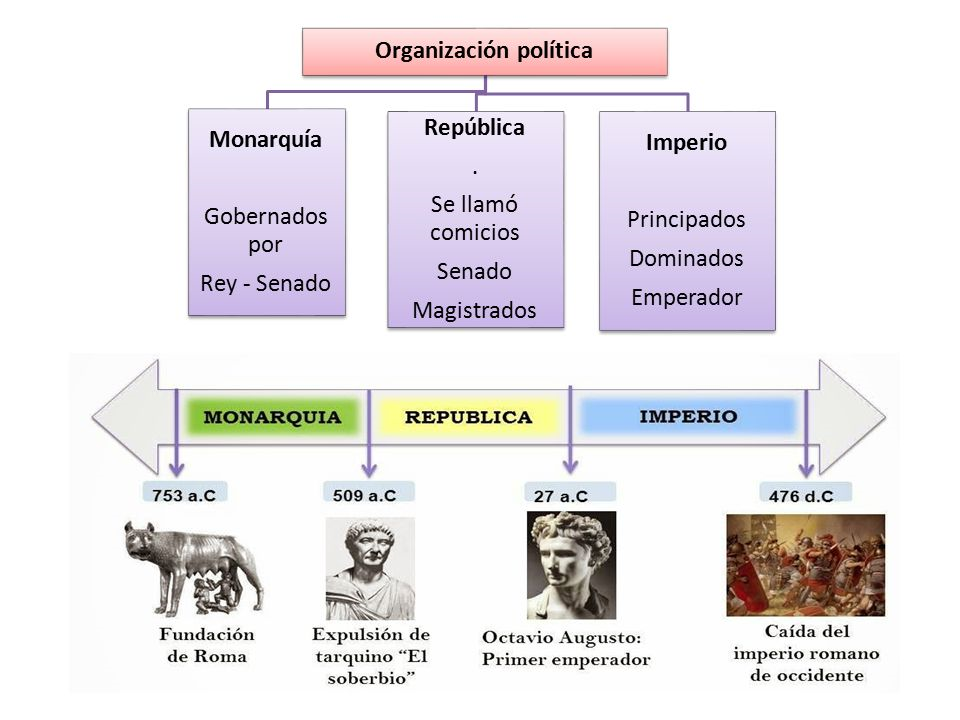 Organización política
Monarquía
Gobernados
por
Rey - Senado
República
.
Se llamó
comicios
Senado
Magistrados
Imperio
Principados
Dominados
Emperador
MONARQUIA
REPUBLICA
IMPERIO
753 a.C
509 a.C
27 a.C
476 d.C
Fundación
de Roma
Expulsión de
tarquino “El
soberbio”
Octavio Augusto:
Primer emperador
Caída del
imperio romano
de occidente